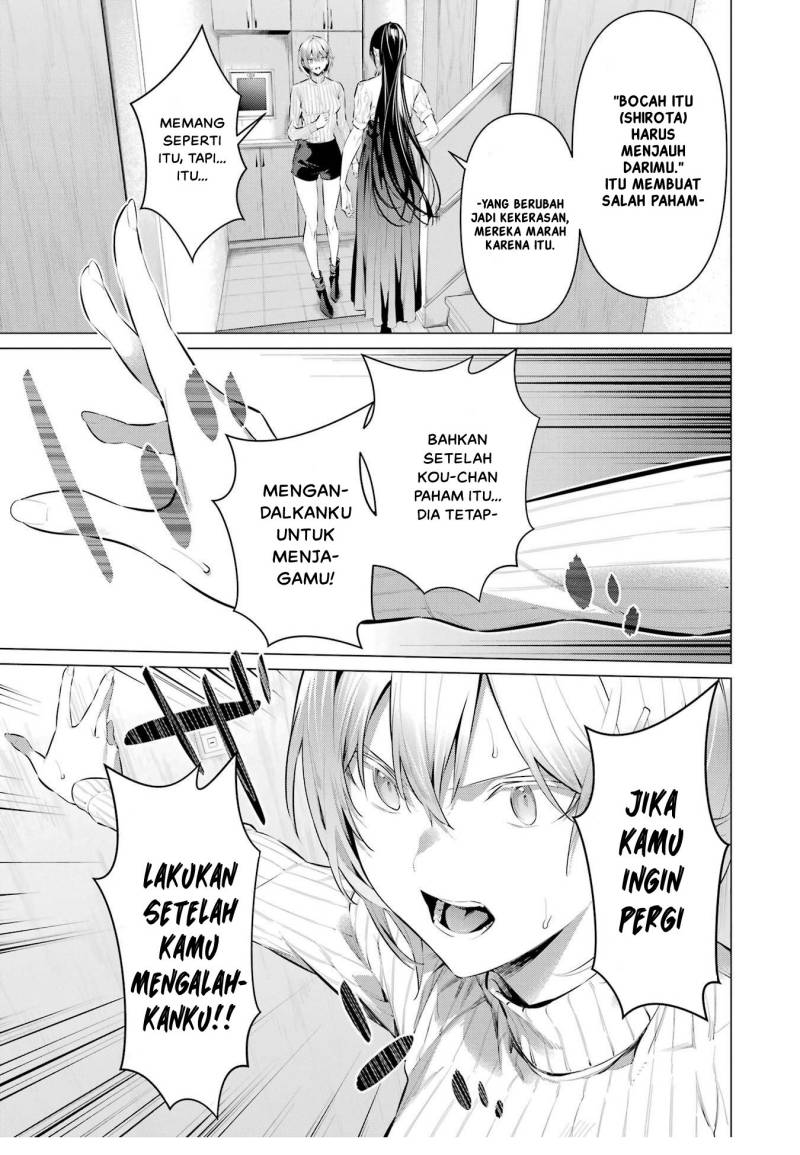 "BOCAH ITU
(SHIROTA)
HARUS
MENJAUH
DARIMU."
ITU MEMBUAT
SALAH PAHAM-
-YANG BERUBAH
JADI KEKERASAN,
MEREKA MARAH
KARENA ITU.
MEMANG
SEPERTI
ITU, TAPI...
ITU...
BAHKAN
SETELAH
KOU-CHAN
PAHAM ITU...
DIA TETAP-
MENGAN-
DALKANKU
UNTUK
MENJA-
GAMU!
JIKA
KAMU
INGIN
PERGI
LAKUKAN
SETELAH
KAMU
MENGALAH-
KANKU!!